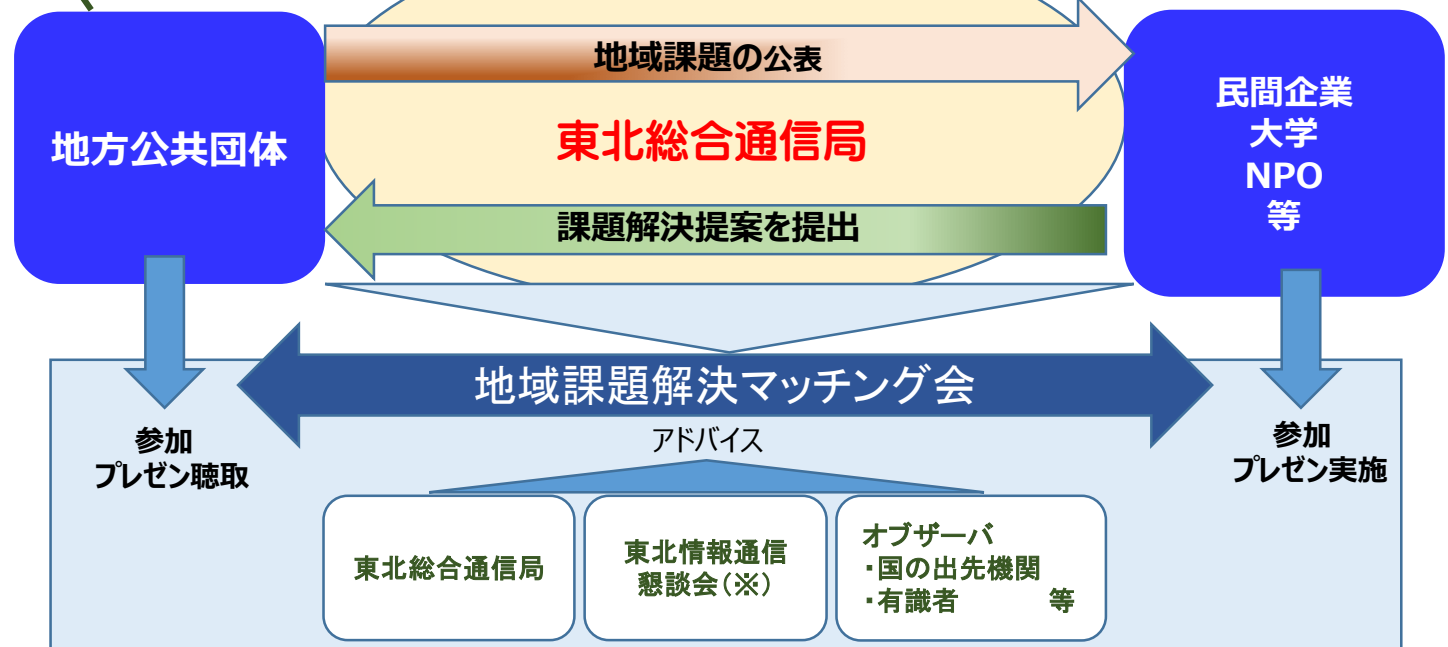 地域課題の公表
地方公共団体
東北総合通信局
民間企業
大学
NPO
等
課題解決提案を提出
地域課題解決マッチング会
参加
プレゼン聴取
アドバイス
参加
プレゼン実施
東北総合通信局
東北情報通信
懇談会(※)
オブザーバ
・国の出先機関
・有識者　　　等